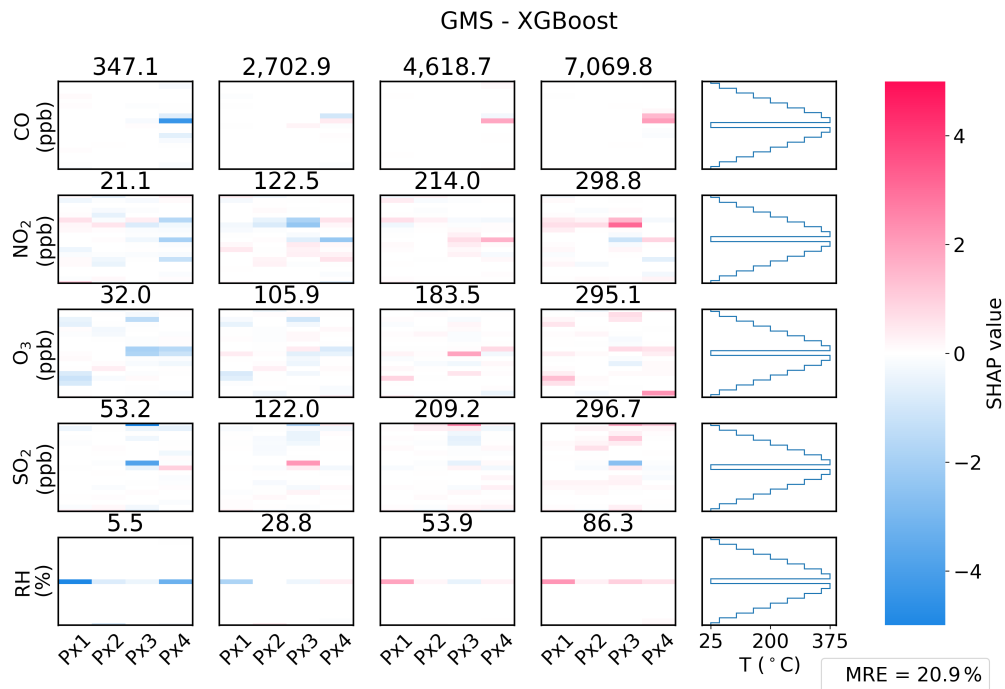 GMS - XGBoost
347.1 2,702.9 4,618.7 7,069.8
CO
(ppb)
21.1 122.5 214.0 298.8
NO₂
(ppb)
32.0 105.9 183.5 295.1
O₃
(ppb)
53.2 122.0 209.2 296.7
SO₂
(ppb)
5.5 28.8 53.9 86.3
RH
(%)
Px1 Px2 Px3 Px4 Px1 Px2 Px3 Px4 Px1 Px2 Px3 Px4 Px1 Px2 Px3 Px4
25 200 375
T (°C)
4
2
0
−2
−4
SHAP value
MRE = 20.9 %